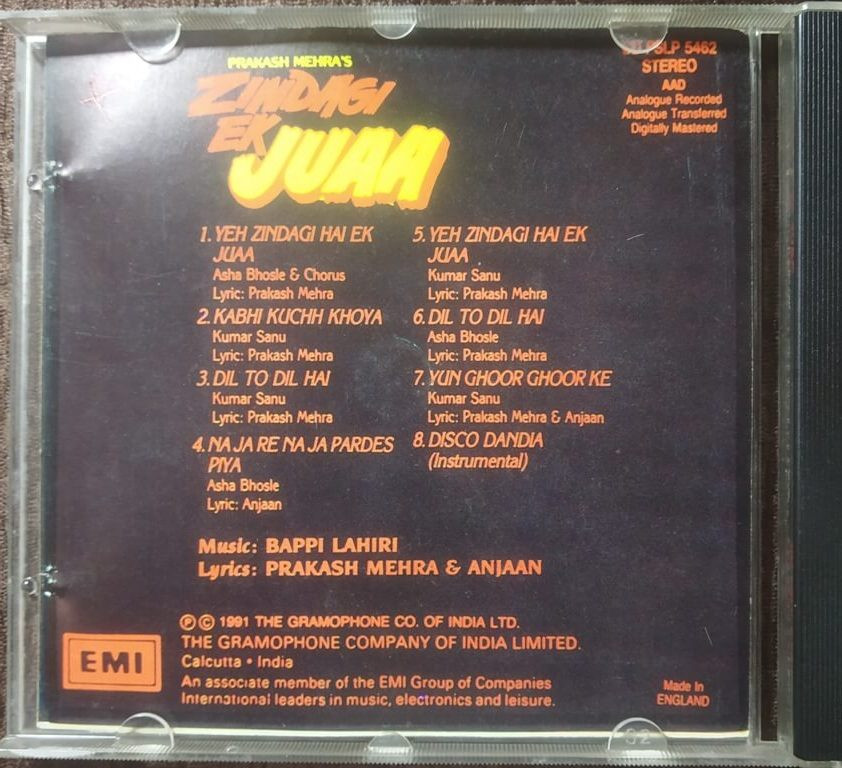 PRAKASH MEHRA'S
ZINDAGI
EK
JUAA
PSLP 5462
STEREO
AAD
Analogue Recorded
Analogue Transferred
Digitally Mastered
1. YEH ZINDAGI HAI EK
JUAA
Asha Bhosle & Chorus
Lyric: Prakash Mehra
2. KABHI KUCHH KHOYA
Kumar Sanu
Lyric: Prakash Mehra
3. DIL TO DIL HAI
Kumar Sanu
Lyric: Prakash Mehra
4. NA JA RE NA JA PARDES
PIYA
Asha Bhosle
Lyric: Anjaan
5. YEH ZINDAGI HAI EK
JUAA
Kumar Sanu
Lyric: Prakash Mehra
6. DIL TO DIL HAI
Asha Bhosle
Lyric: Prakash Mehra
7. YUN GHOOR GHOOR KE
Kumar Sanu
Lyric: Prakash Mehra & Anjaan
8. DISCO DANDIA
(Instrumental)
Music: BAPPI LAHIRI
Lyrics: PRAKASH MEHRA & ANJAAN
℗ © 1991 THE GRAMOPHONE CO. OF INDIA LTD.
THE GRAMOPHONE COMPANY OF INDIA LIMITED.
Calcutta • India
An associate member of the EMI Group of Companies
International leaders in music, electronics and leisure.
EMI
Made in
ENGLAND